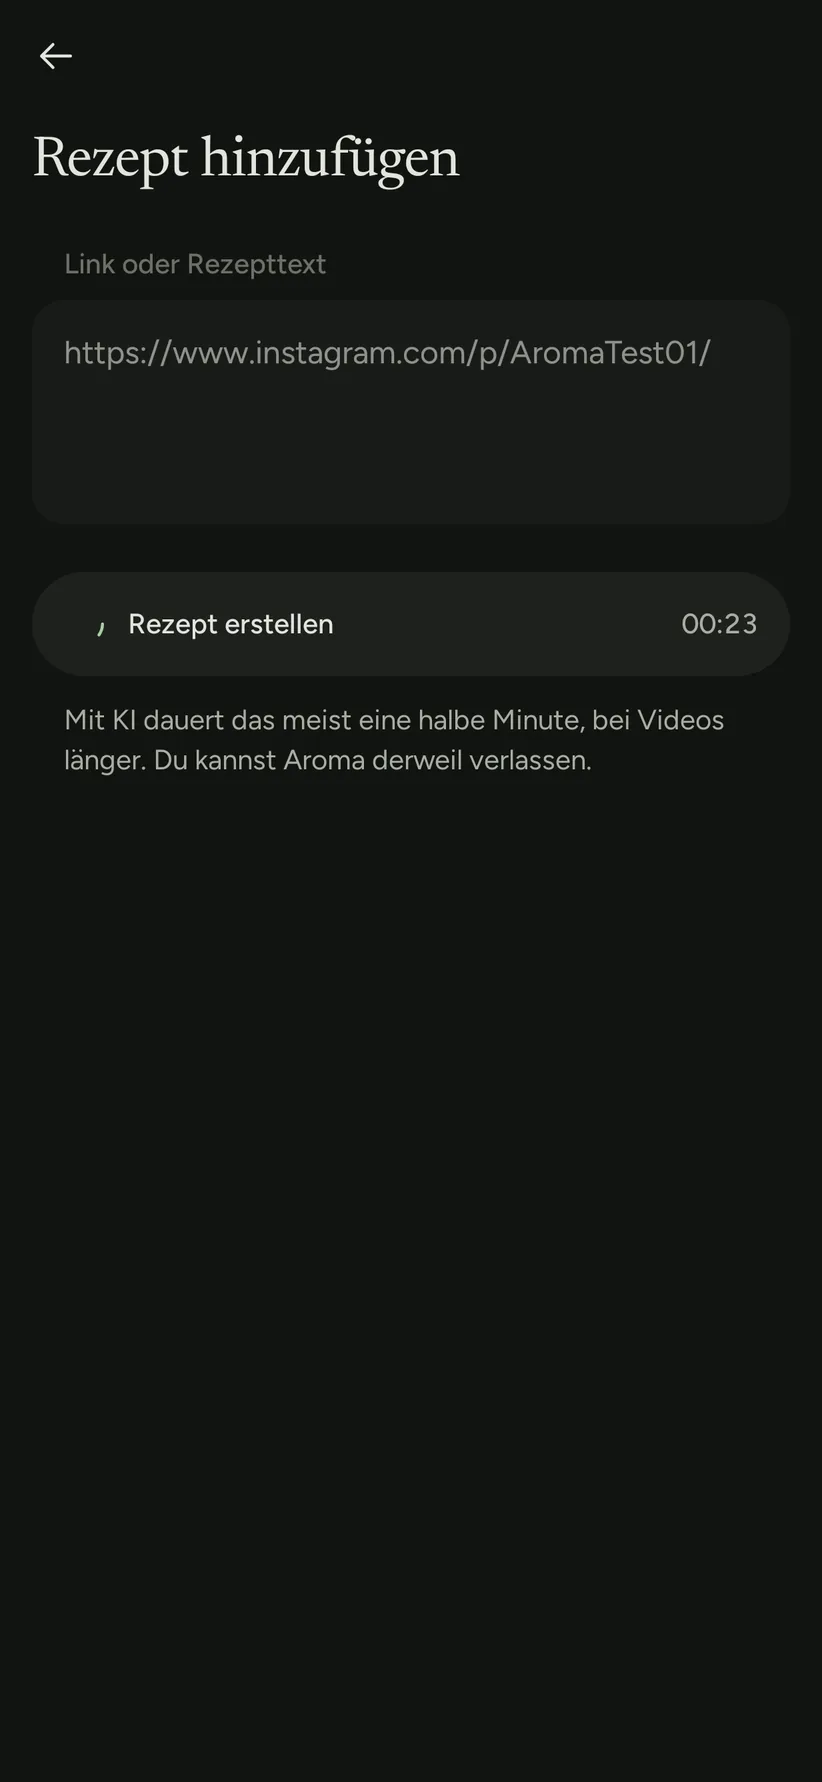 Rezept hinzufügen
Link oder Rezepttext
https://www.instagram.com/p/AromaTest01/
Rezept erstellen 00:23
Mit KI dauert das meist eine halbe Minute, bei Videos
länger. Du kannst Aroma derweil verlassen.